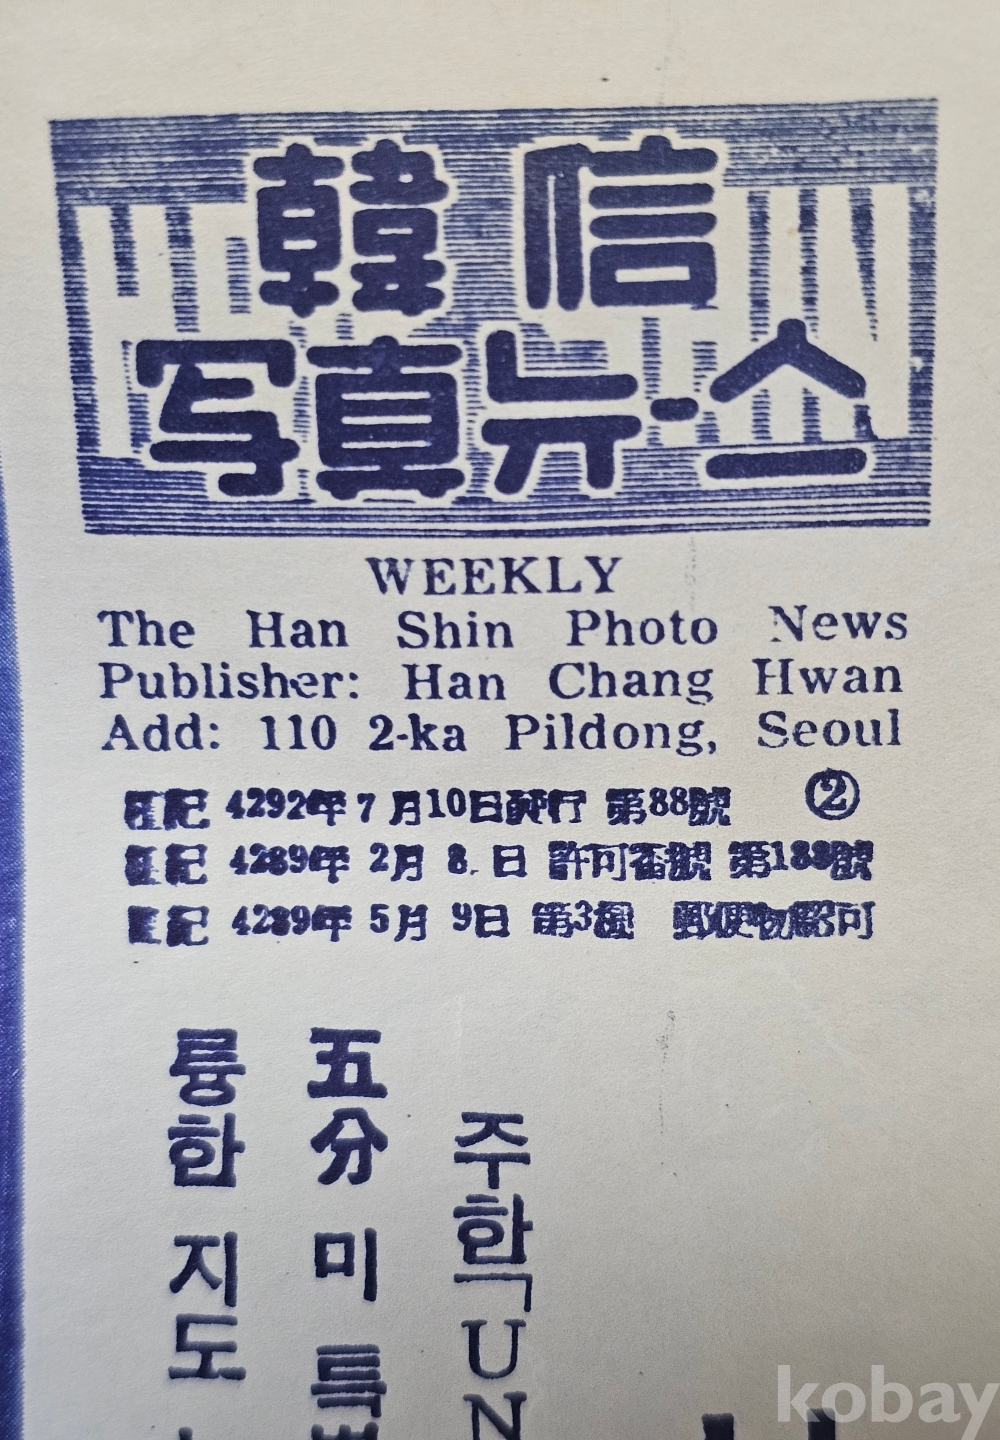 韓信
写真뉴-스
WEEKLY
The Han Shin Photo News
Publisher: Han Chang Hwan
Add: 110 2-ka Pildong, Seoul
②
檀紀 4292年 7月10日発行 第88號
檀紀 4289年 2月 8.日 許可番號 第188號
檀紀 4289年 5月 9日 第3種 郵便物認可
주한「UN
五分 미 특
륭한 지도
kobay